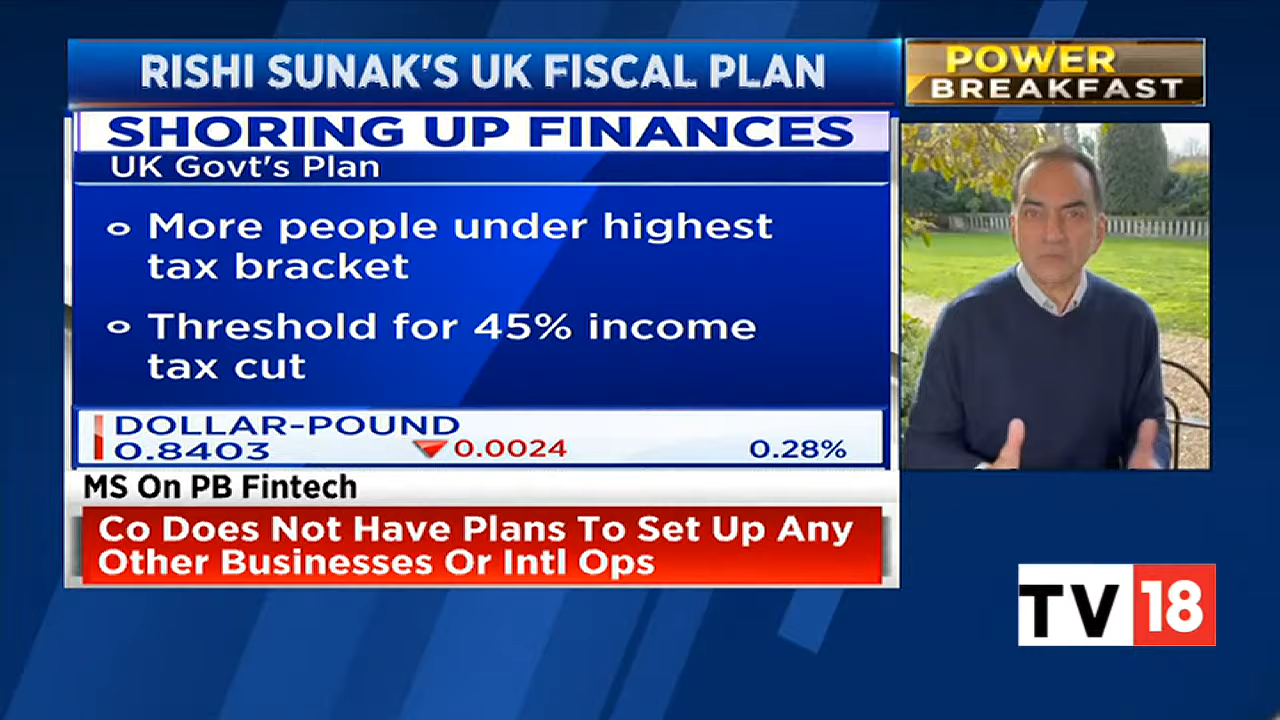 RISHI SUNAK'S UK FISCAL PLAN
POWER
BREAKFAST
SHORING UP FINANCES
UK Govt's Plan
More people under highest
tax bracket
Threshold for 45% income
tax cut
DOLLAR-POUND
0.8403 0.0024 0.28%
MS On PB Fintech
Co Does Not Have Plans To Set Up Any
Other Businesses Or Intl Ops
TV 18